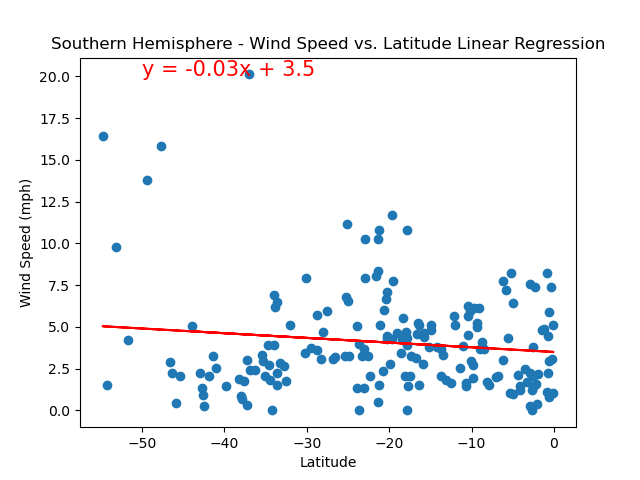 Southern Hemisphere - Wind Speed vs. Latitude Linear Regression
y = -0.03x + 3.5
20.0
17.5
15.0
12.5
10.0
7.5
5.0
2.5
0.0
Wind Speed (mph)
−50 −40 −30 −20 −10 0
Latitude